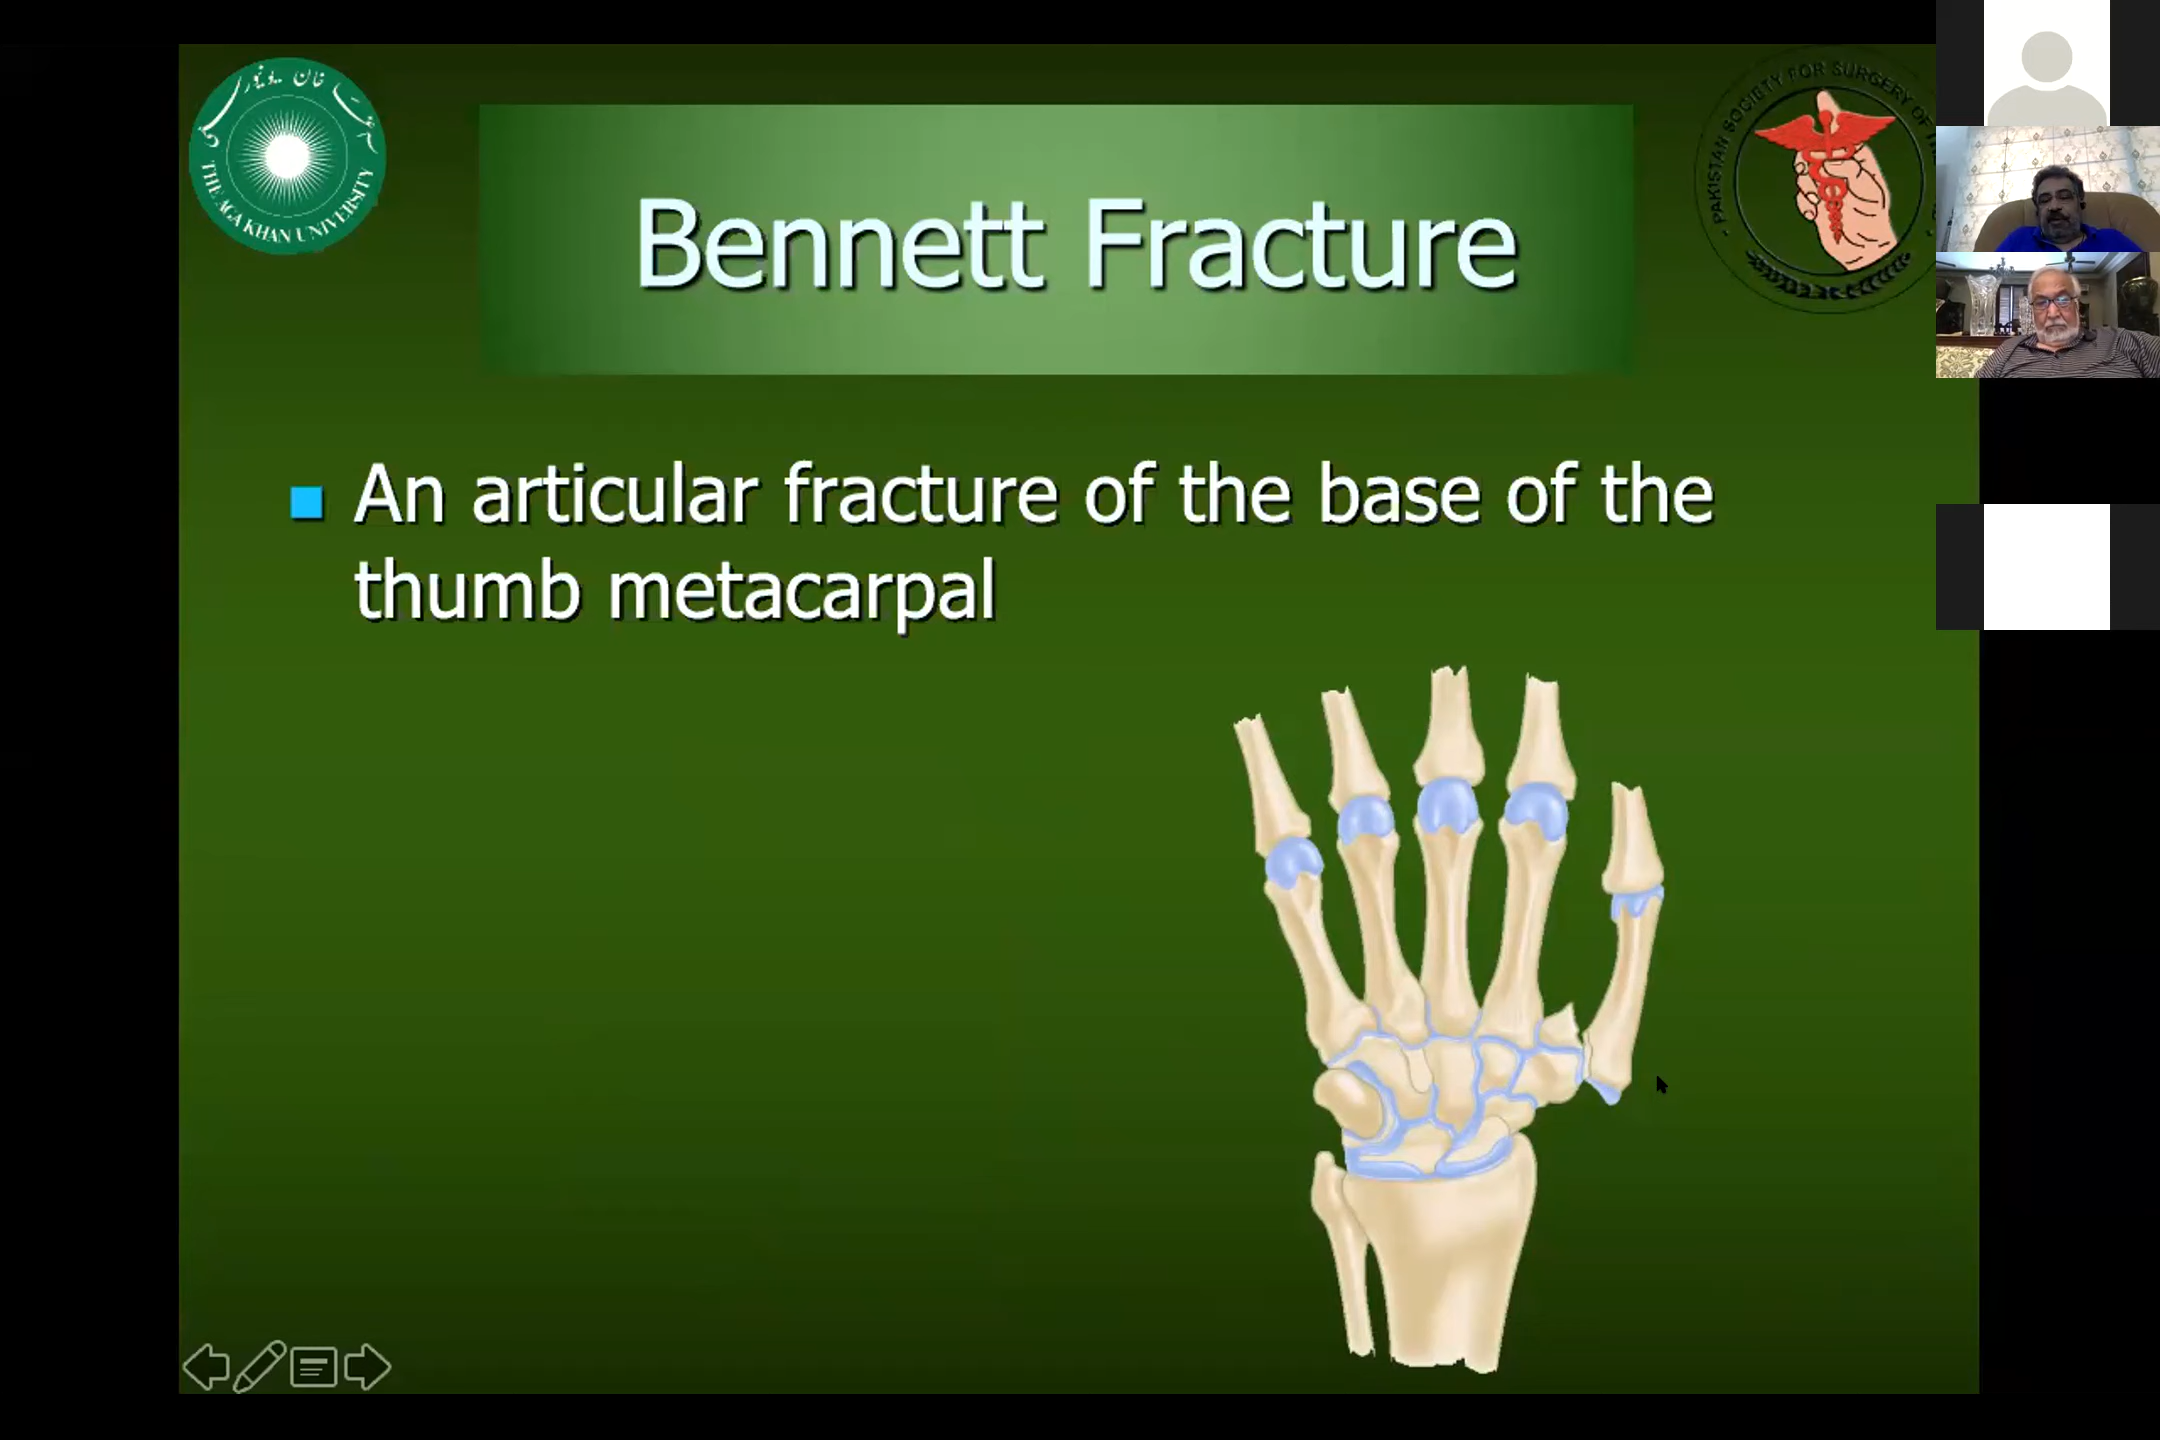 THE AGA KHAN UNIVERSITY
PAKISTAN SOCIETY FOR SURGERY OF
Bennett Fracture
An articular fracture of the base of the
thumb metacarpal